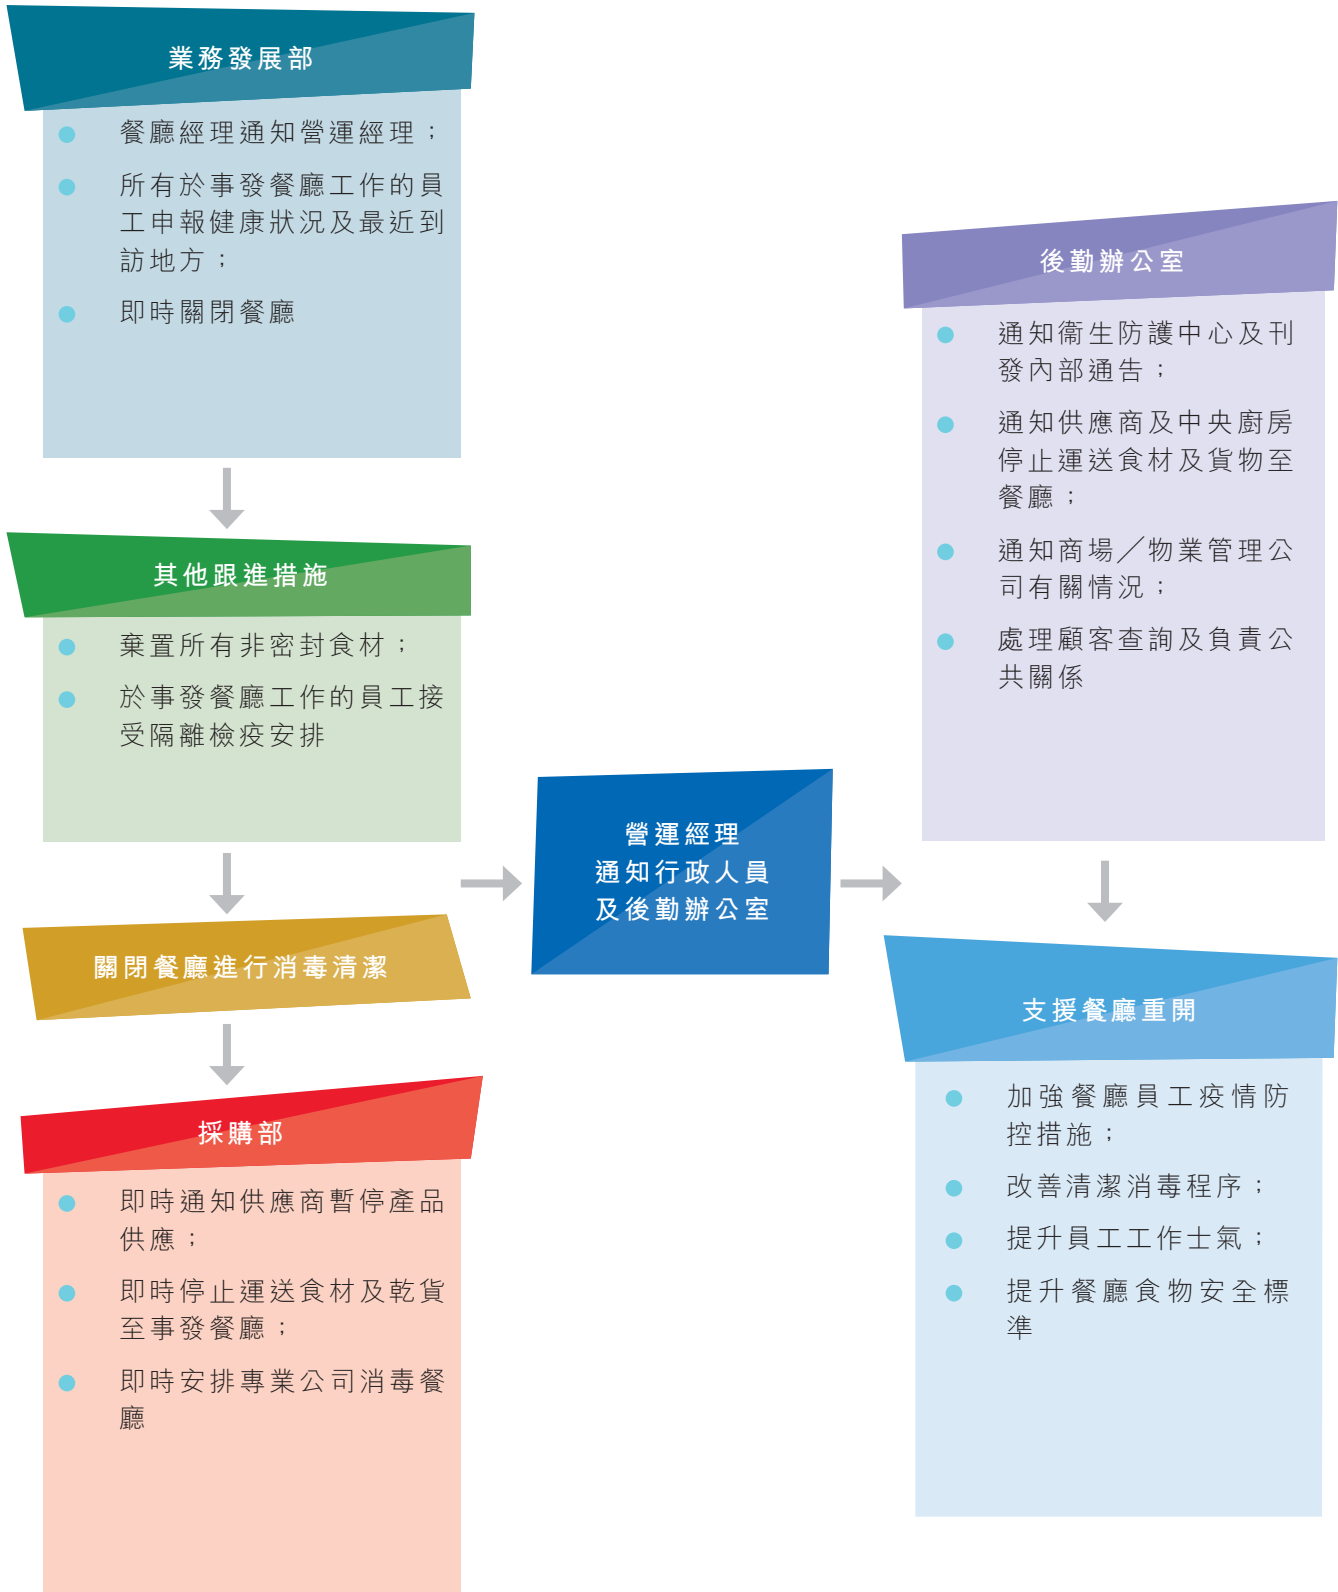 業務發展部
餐廳經理通知營運經理；
所有於事發餐廳工作的員
工申報健康狀況及最近到
訪地方；
即時關閉餐廳
其他跟進措施
棄置所有非密封食材；
於事發餐廳工作的員工接
受隔離檢疫安排
關閉餐廳進行消毒清潔
採購部
即時通知供應商暫停產品
供應；
即時停止運送食材及乾貨
至事發餐廳；
即時安排專業公司消毒餐
廳
營運經理
通知行政人員
及後勤辦公室
後勤辦公室
通知衞生防護中心及刊
發內部通告；
通知供應商及中央廚房
停止運送食材及貨物至
餐廳；
通知商場／物業管理公
司有關情況；
處理顧客查詢及負責公
共關係
支援餐廳重開
加強餐廳員工疫情防
控措施；
改善清潔消毒程序；
提升員工工作士氣；
提升餐廳食物安全標
準